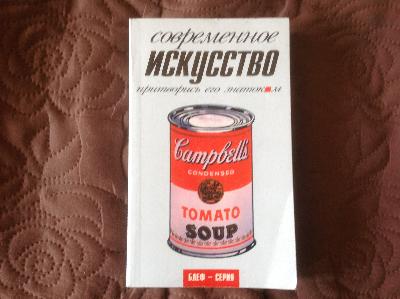 современное
ИСКУССТВО
притворись его знатоком
Campbell's
CONDENSED
TOMATO
SOUP
БЛЕФ - СЕРИЯ